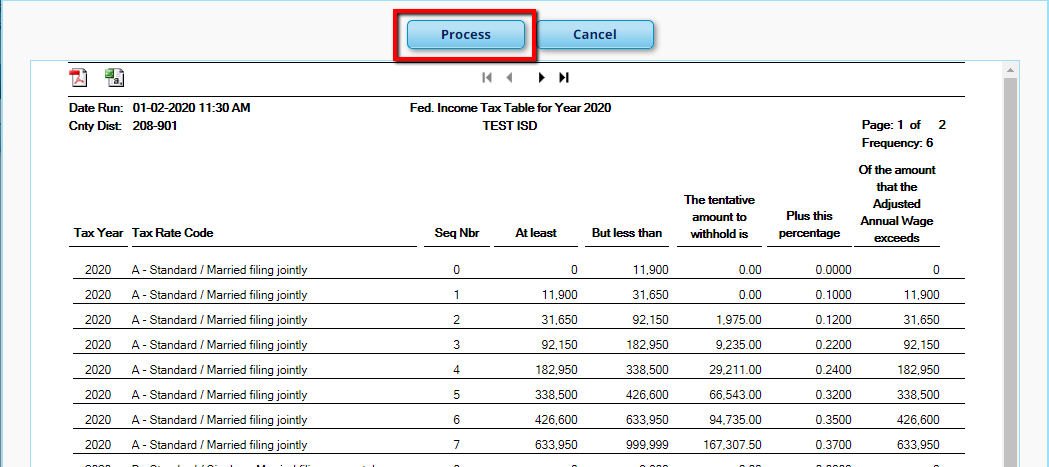 Process Cancel
Date Run: 01-02-2020 11:30 AM Fed. Income Tax Table for Year 2020
Cnty Dist: 208-901 TEST ISD Page: 1 of 2
Frequency: 6
Of the amount
that the
The tentative Adjusted
amount to Plus this Annual Wage
Tax Year Tax Rate Code Seq Nbr At least But less than withhold is percentage exceeds
2020 A - Standard / Married filing jointly 0 0 11,900 0.00 0.0000 0
2020 A - Standard / Married filing jointly 1 11,900 31,650 0.00 0.1000 11,900
2020 A - Standard / Married filing jointly 2 31,650 92,150 1,975.00 0.1200 31,650
2020 A - Standard / Married filing jointly 3 92,150 182,950 9,235.00 0.2200 92,150
2020 A - Standard / Married filing jointly 4 182,950 338,500 29,211.00 0.2400 182,950
2020 A - Standard / Married filing jointly 5 338,500 426,600 66,543.00 0.3200 338,500
2020 A - Standard / Married filing jointly 6 426,600 633,950 94,735.00 0.3500 426,600
2020 A - Standard / Married filing jointly 7 633,950 999,999 167,307.50 0.3700 633,950